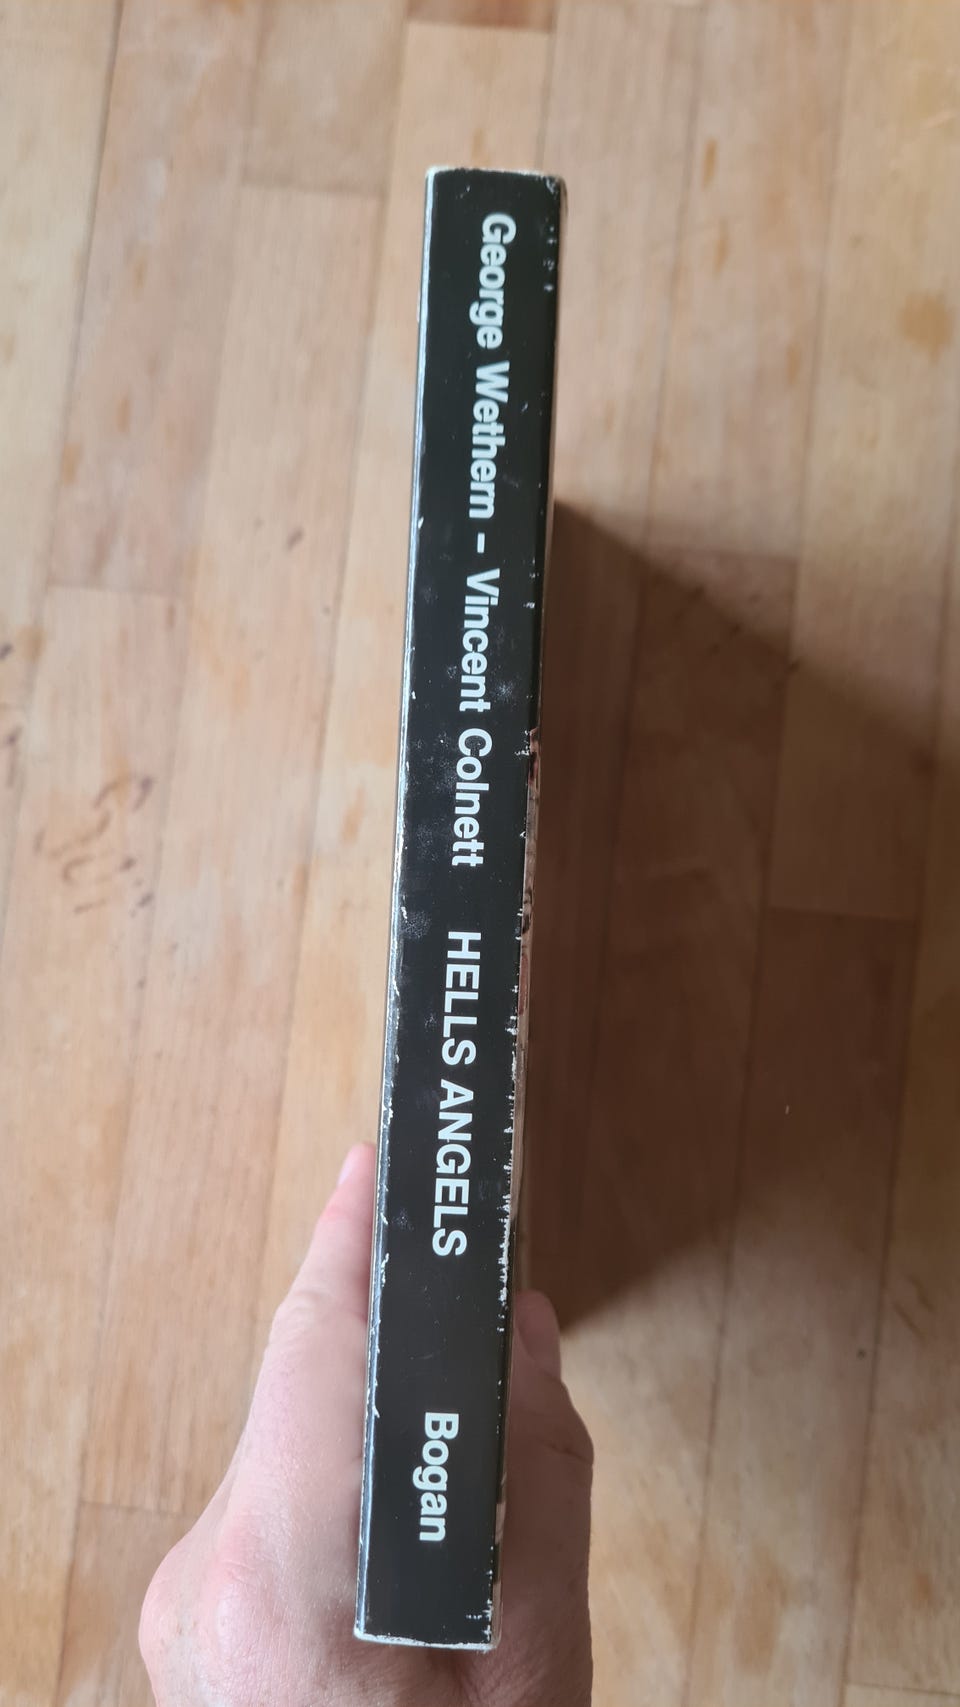 George Wethern - Vincent Colnett HELLS ANGELS Bogan